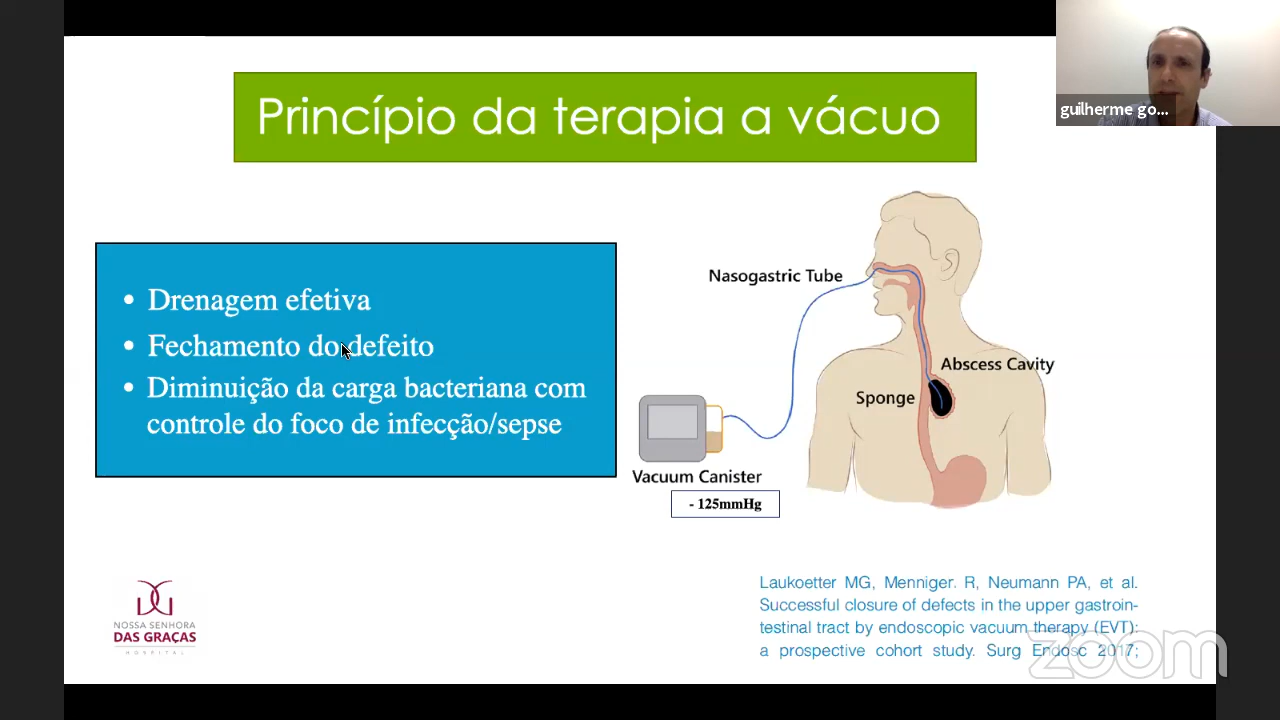 Princípio da terapia a vácuo
guilherme go...
• Drenagem efetiva
• Fechamento do defeito
• Diminuição da carga bacteriana com
controle do foco de infecção/sepse
Nasogastric Tube
Abscess Cavity
Sponge
Vacuum Canister
- 125mmHg
NOSSA SENHORA
DAS GRAÇAS
HOSPITAL
Laukoetter MG, Menniger. R, Neumann PA, et al.
Successful closure of defects in the upper gastroin-
testinal tract by endoscopic vacuum therapy (EVT):
a prospective cohort study. Surg Endosc 2017;
zoom